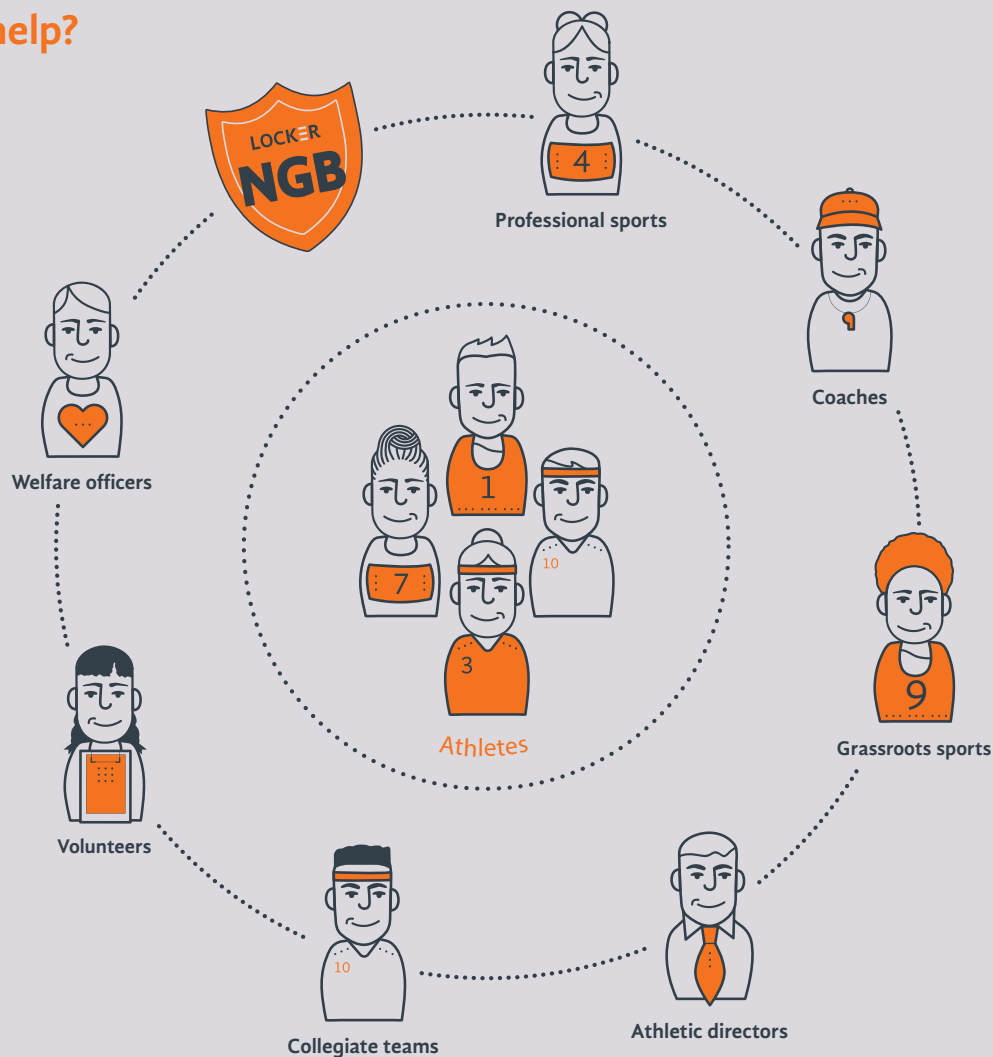 help?
LOCKER
NGB
4
Professional sports
Coaches
Welfare officers
1
7
10
3
Athletes
9
Grassroots sports
Volunteers
10
Collegiate teams
Athletic directors